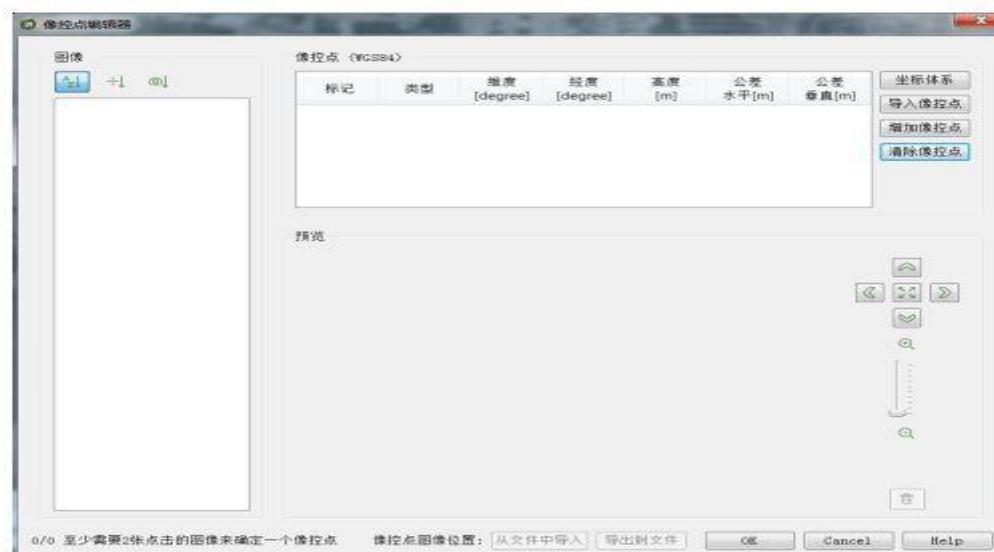 像控点编辑器
图像
像控点 (WGS84)
标记 类型 维度 [degree] 经度 [degree] 高度 [m] 公差 水平[m] 公差 垂直[m]
坐标体系
导入像控点
增加像控点
清除像控点
预览
0/0 至少需要2张点击的图像来确定一个像控点 像控点图像位置: 从文件中导入 导出到文件 OK Cancel Help